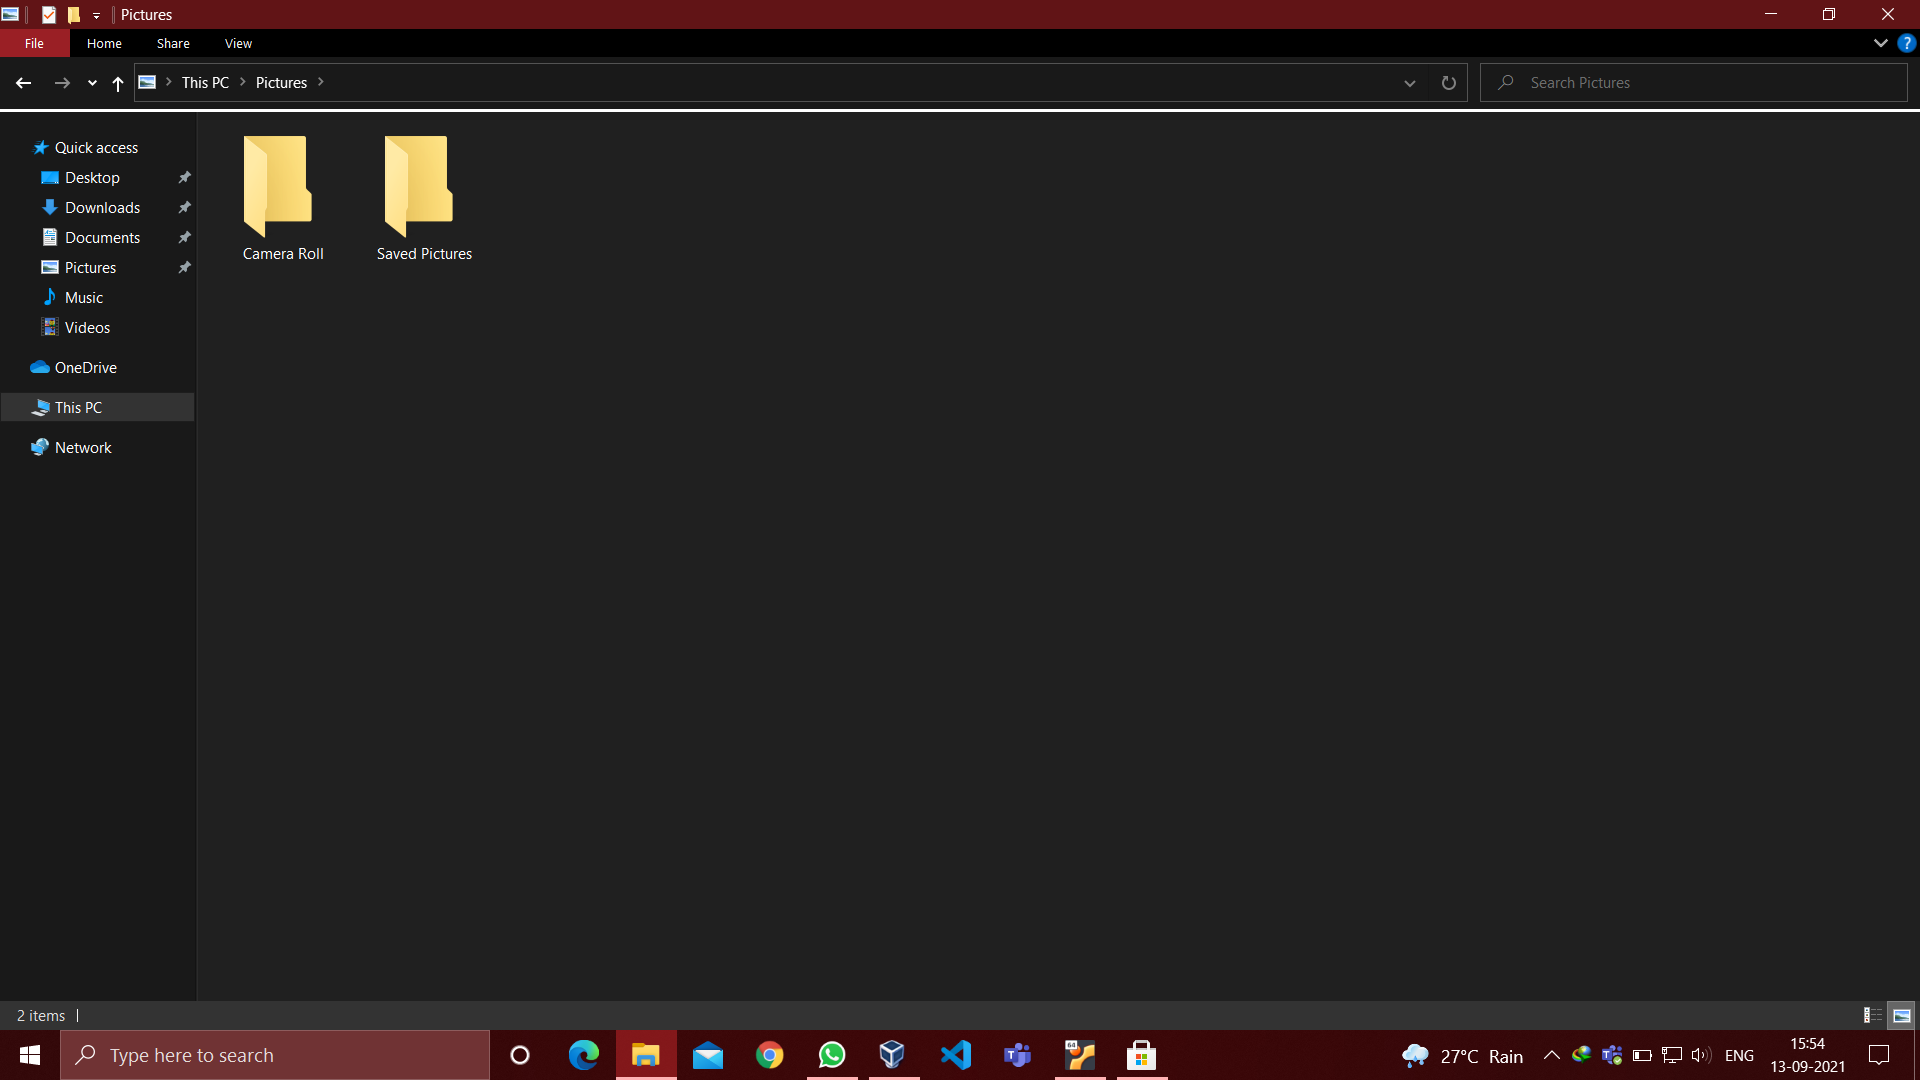 Pictures
File Home Share View
This PC Pictures
Search Pictures
Quick access
Desktop
Downloads
Documents
Pictures
Music
Videos
OneDrive
This PC
Network
Camera Roll Saved Pictures
2 items
Type here to search
64
27°C Rain
ENG
15:54
13-09-2021